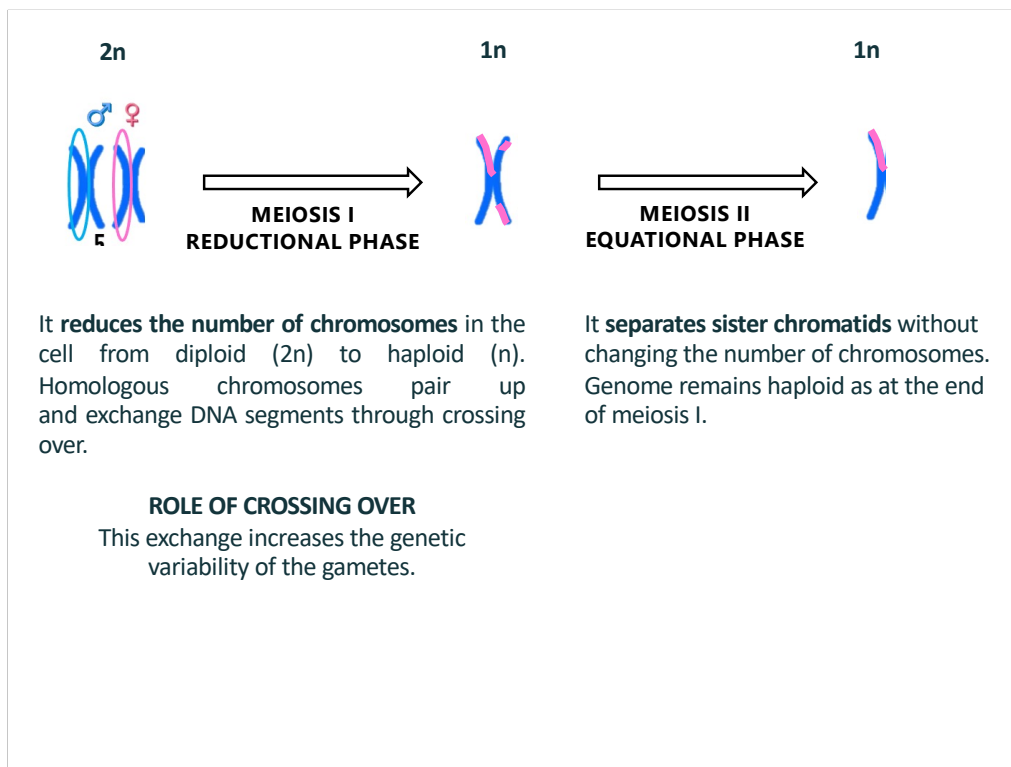 2n
1n
1n
♂ ♀
5
MEIOSIS I
REDUCTIONAL PHASE
MEIOSIS II
EQUATIONAL PHASE
It reduces the number of chromosomes in the
cell from diploid (2n) to haploid (n).
Homologous chromosomes pair up
and exchange DNA segments through crossing
over.
It separates sister chromatids without
changing the number of chromosomes.
Genome remains haploid as at the end
of meiosis I.
ROLE OF CROSSING OVER
This exchange increases the genetic
variability of the gametes.